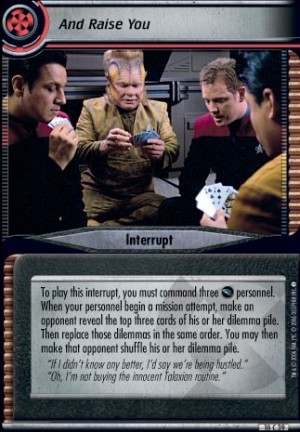 And Raise You
Interrupt
To play this interrupt, you must command three personnel.
When your personnel begin a mission attempt, make an
opponent reveal the top three cards of his or her dilemma pile.
Then replace those dilemmas in the same order. You may then
make that opponent shuffle his or her dilemma pile.
"If I didn't know any better, I'd say we're being hustled."
"Oh, I'm not buying the innocent Talaxian routine."